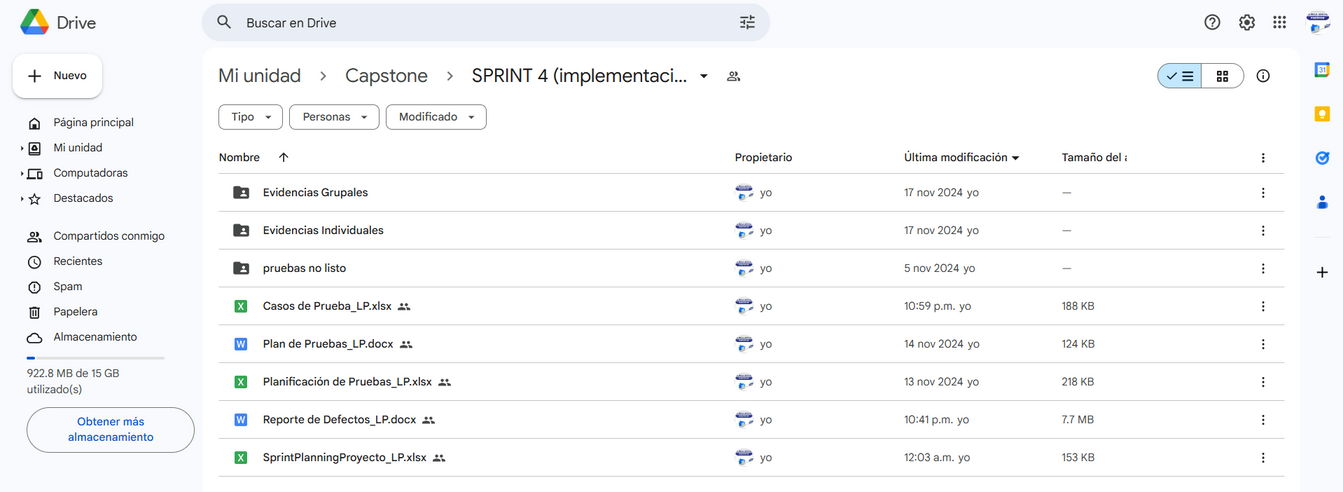 Drive
Buscar en Drive
Nuevo
Página principal
Mi unidad
Computadoras
Destacados
Compartidos conmigo
Recientes
Spam
Papelera
Almacenamiento
922.8 MB de 15 GB
utilizado(s)
Obtener más
almacenamiento
Mi unidad > Capstone > SPRINT 4 (implementaci...
Tipo Personas Modificado
Nombre Propietario Última modificación Tamaño del
Evidencias Grupales yo 17 nov 2024 yo —
Evidencias Individuales yo 17 nov 2024 yo —
pruebas no listo yo 5 nov 2024 yo —
X Casos de Prueba_LP.xlsx yo 10:59 p.m. yo 188 KB
W Plan de Pruebas_LP.docx yo 14 nov 2024 yo 124 KB
X Planificación de Pruebas_LP.xlsx yo 13 nov 2024 yo 218 KB
W Reporte de Defectos_LP.docx yo 10:41 p.m. yo 7.7 MB
X SprintPlanningProyecto_LP.xlsx yo 12:03 a.m. yo 153 KB
31